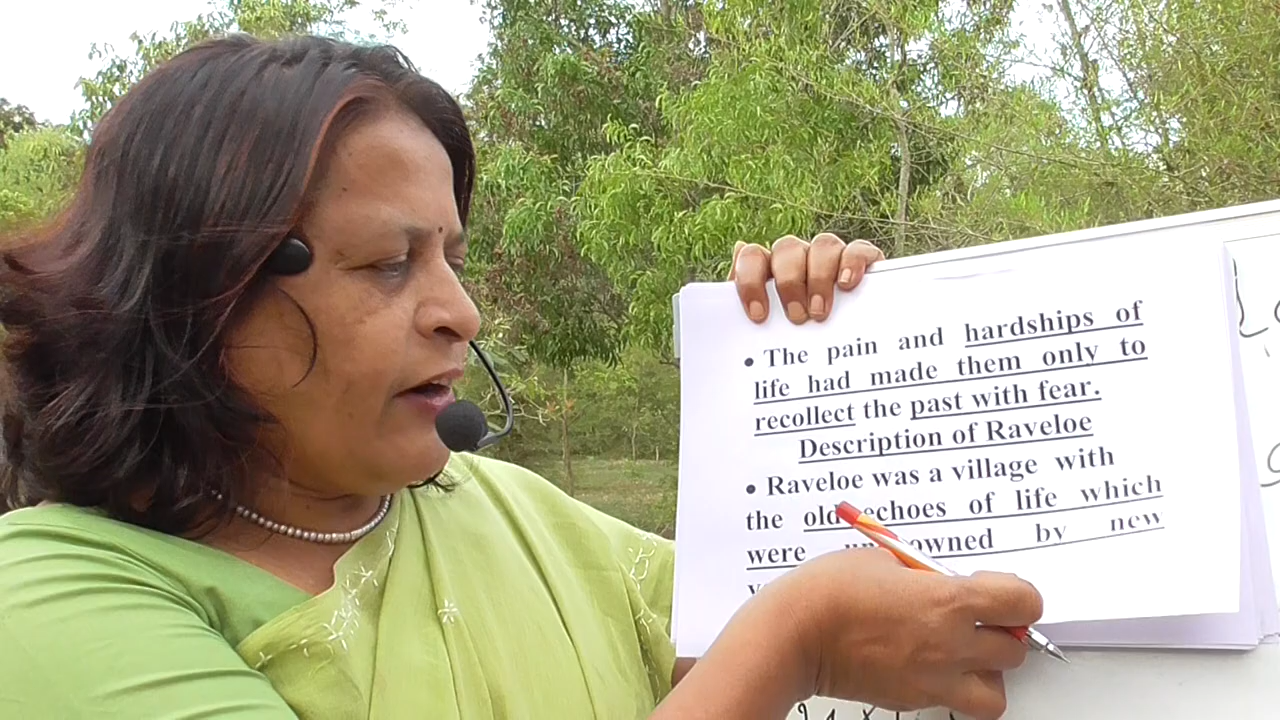 • The pain and hardships of
life had made them only to
recollect the past with fear.
Description of Raveloe
• Raveloe was a village with
the old echoes of life which
were by new